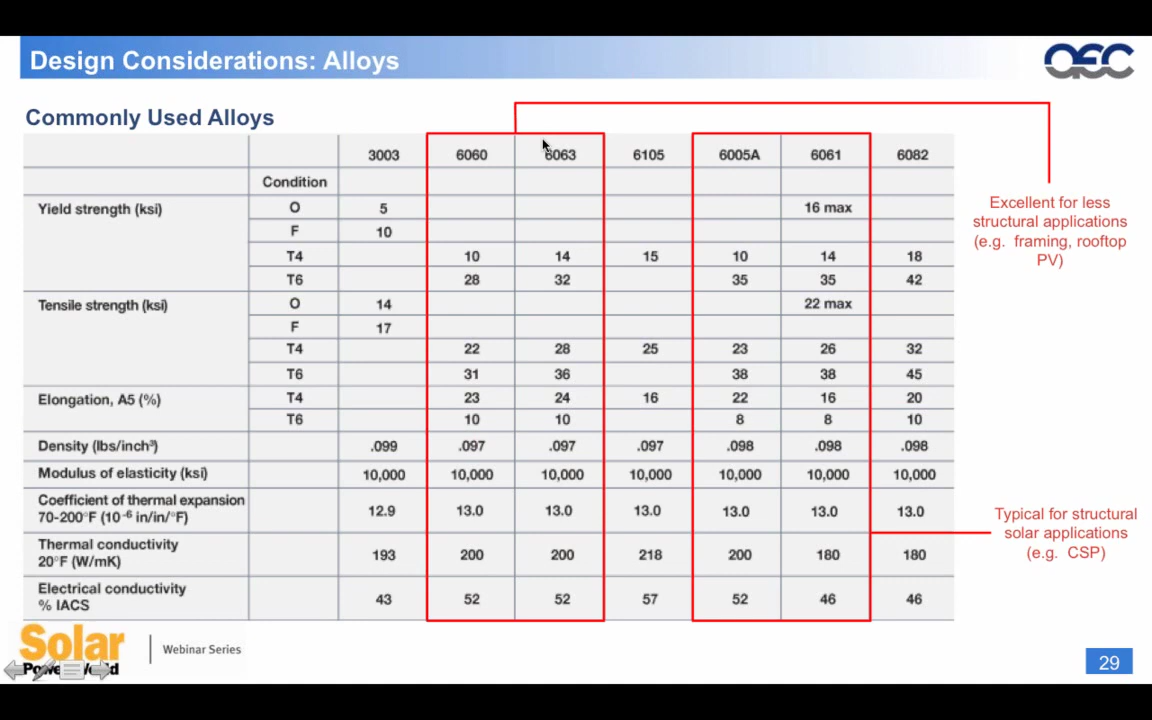 Design Considerations: Alloys
AEC
Commonly Used Alloys
3003 6060 6063 6105 6005A 6061 6082
Condition
Yield strength (ksi) O 5 16 max
F 10
T4 10 14 15 10 14 18
T6 28 32 35 35 42
Tensile strength (ksi) O 14 22 max
F 17
T4 22 28 25 23 26 32
T6 31 36 38 38 45
Elongation, A5 (%) T4 23 24 16 22 16 20
T6 10 10 8 8 10
Density (lbs/inch³) .099 .097 .097 .097 .098 .098 .098
Modulus of elasticity (ksi) 10,000 10,000 10,000 10,000 10,000 10,000 10,000
Coefficient of thermal expansion
70-200°F (10⁻⁶ in/in/°F) 12.9 13.0 13.0 13.0 13.0 13.0 13.0
Thermal conductivity
20°F (W/mK) 193 200 200 218 200 180 180
Electrical conductivity
% IACS 43 52 52 57 52 46 46
Excellent for less
structural applications
(e.g. framing, rooftop
PV)
Typical for structural
solar applications
(e.g. CSP)
Solar
Power World
Webinar Series
29